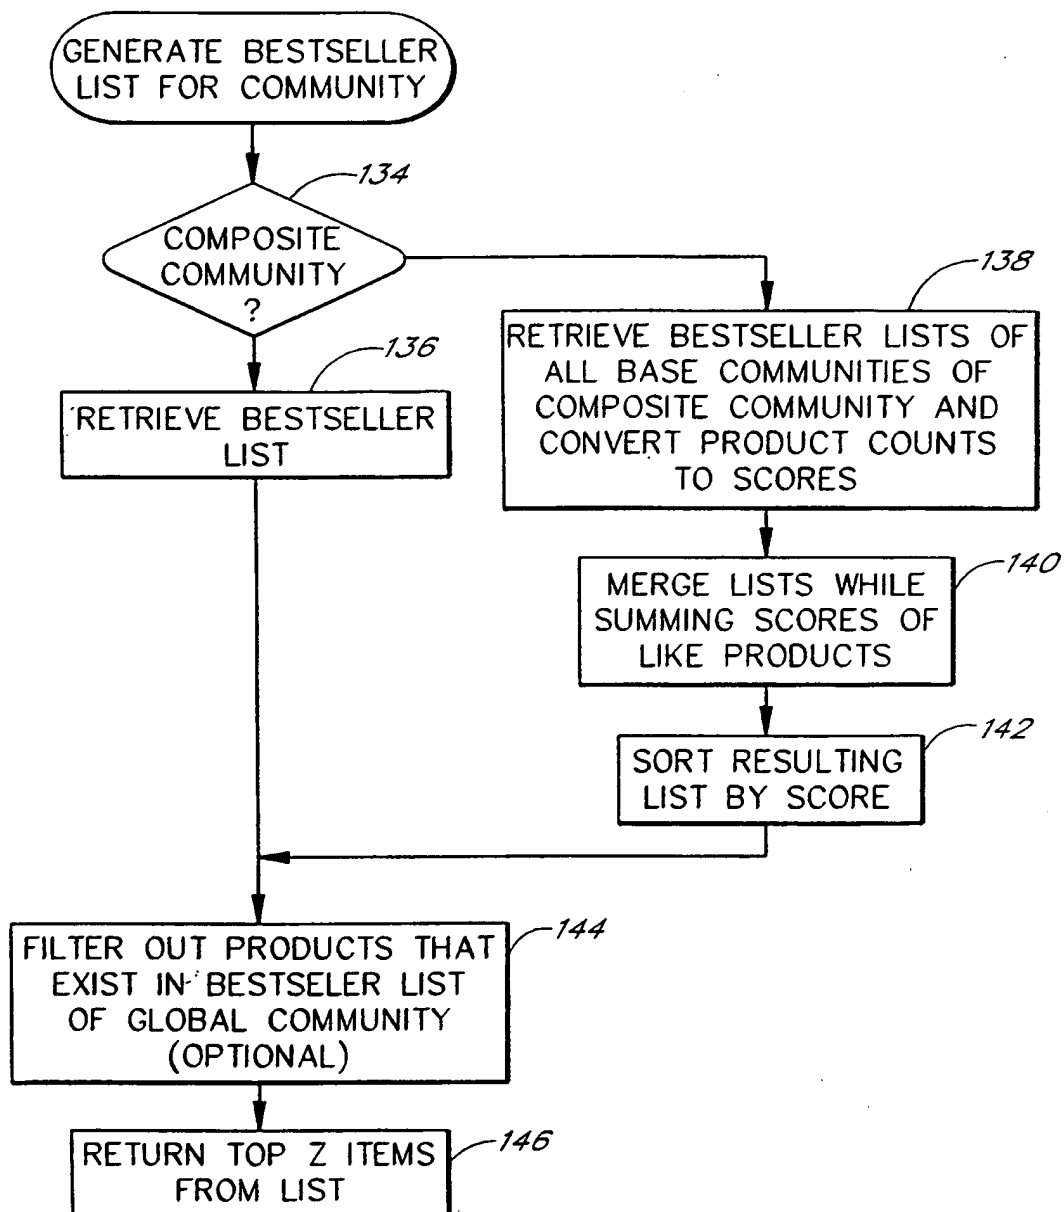 GENERATE BESTSELLER
LIST FOR COMMUNITY
134
COMPOSITE
COMMUNITY
?
136
RETRIEVE BESTSELLER
LIST
138
RETRIEVE BESTSELLER LISTS OF
ALL BASE COMMUNITIES OF
COMPOSITE COMMUNITY AND
CONVERT PRODUCT COUNTS
TO SCORES
140
MERGE LISTS WHILE
SUMMING SCORES OF
LIKE PRODUCTS
142
SORT RESULTING
LIST BY SCORE
144
FILTER OUT PRODUCTS THAT
EXIST IN BESTSELER LIST
OF GLOBAL COMMUNITY
(OPTIONAL)
146
RETURN TOP Z ITEMS
FROM LIST